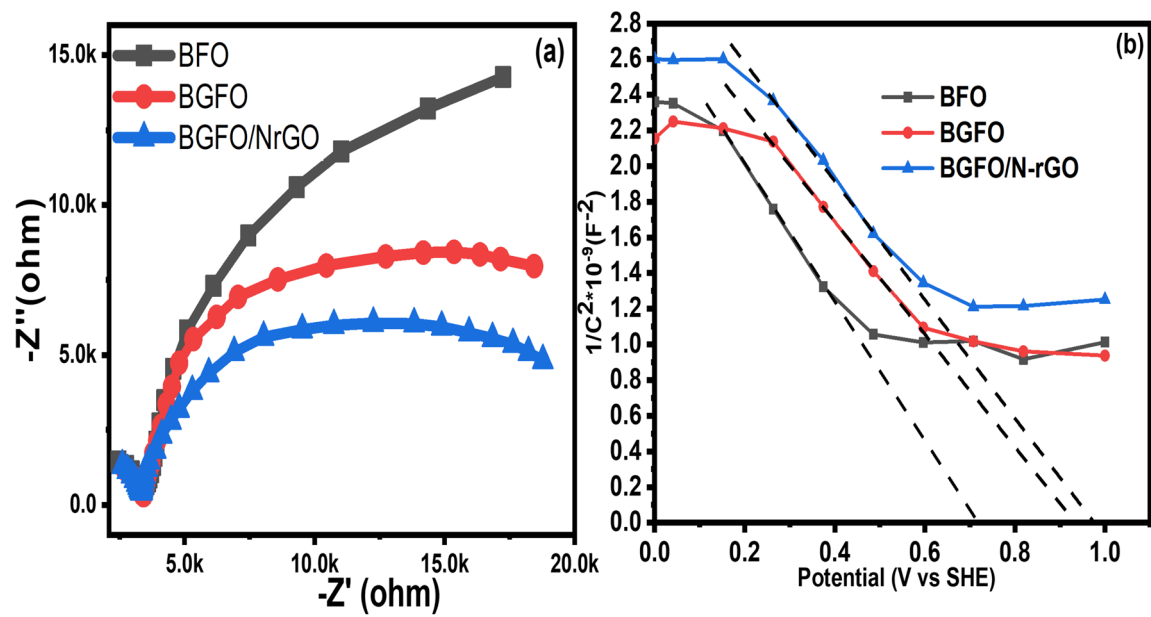 (a)
BFO
BGFO
BGFO/NrGO
15.0k
10.0k
5.0k
0.0
-Z''(ohm)
5.0k 10.0k 15.0k 20.0k
-Z' (ohm)
(b)
BFO
BGFO
BGFO/N-rGO
2.8
2.6
2.4
2.2
2.0
1.8
1.6
1.4
1.2
1.0
0.8
0.6
0.4
0.2
0.0
1/C²*10⁻⁹(F⁻²)
0.0 0.2 0.4 0.6 0.8 1.0
Potential (V vs SHE)